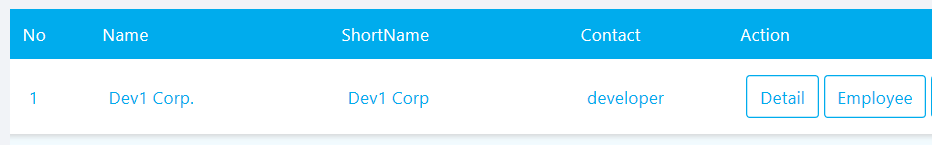 No Name ShortName Contact Action
1 Dev1 Corp. Dev1 Corp developer Detail Employee